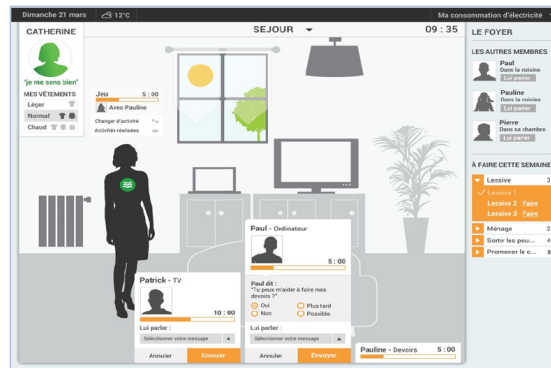 Dimanche 21 mars
12°C
Ma consommation d'électricité
CATHERINE
"je me sens bien"
MES VÊTEMENTS
Léger
Normal
Chaud
SEJOUR
09 : 35
Jeu 5 : 00
Avec Pauline
Changer d'activité
Activités réalisées
Patrick - TV
10 : 00
Lui parler :
Sélectionner votre message
Annuler Envoyer
Paul - Ordinateur
5 : 00
Paul dit :
"Tu peux m'aider à faire mes
devoirs ?"
Oui Plus tard
Non Possible
Lui parler :
Sélectionner votre message
Annuler Envoyer
Pauline - Devoirs 5 : 00
LE FOYER
LES AUTRES MEMBRES
Paul
Dans la cuisine
Lui parler
Pauline
Dans la cuisine
Lui parler
Pierre
Dans sa chambre
Lui parler
À FAIRE CETTE SEMAINE
Lessive 3
Lessive 1
Lessive 2 Faire
Lessive 3 Faire
Ménage 2
Sortir les pou... 4
Promener le c... 8